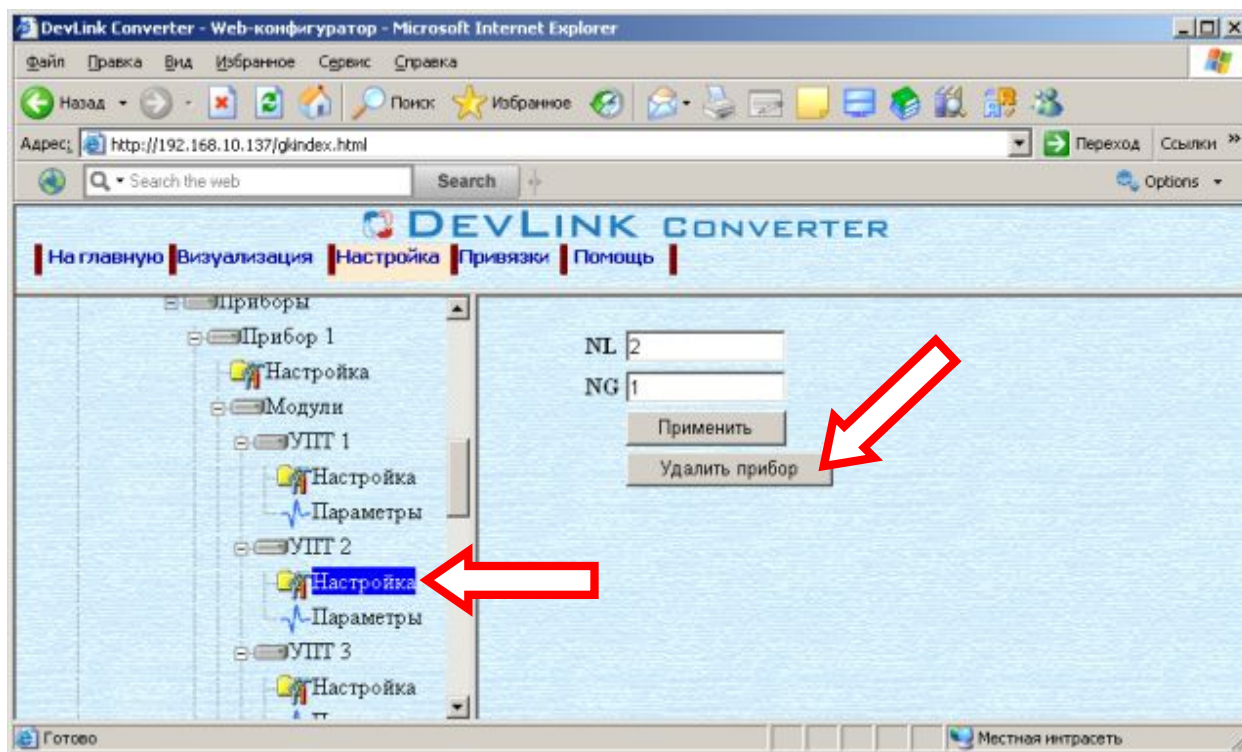 DevLink Converter - Web-конфигуратор - Microsoft Internet Explorer
Файл Правка Вид Избранное Сервис Справка
Назад Поиск Избранное
Адрес: http://192.168.10.137/gkindex.html Переход Ссылки »
Search the web Search Options
DEVLINK CONVERTER
На главную Визуализация Настройка Привязки Помощь
Приборы
Прибор 1
Настройка
Модули
УПТ 1
Настройка
Параметры
УПТ 2
Настройка
Параметры
УПТ 3
Настройка
NL 2
NG 1
Применить
Удалить прибор
Готово Местная интрасеть